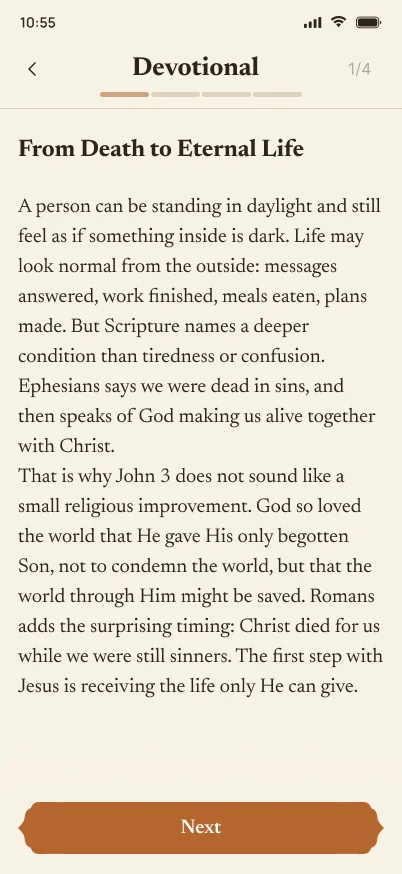 10:55
Devotional
1/4
From Death to Eternal Life
A person can be standing in daylight and still
feel as if something inside is dark. Life may
look normal from the outside: messages
answered, work finished, meals eaten, plans
made. But Scripture names a deeper
condition than tiredness or confusion.
Ephesians says we were dead in sins, and
then speaks of God making us alive together
with Christ.
That is why John 3 does not sound like a
small religious improvement. God so loved
the world that He gave His only begotten
Son, not to condemn the world, but that the
world through Him might be saved. Romans
adds the surprising timing: Christ died for us
while we were still sinners. The first step with
Jesus is receiving the life only He can give.
Next